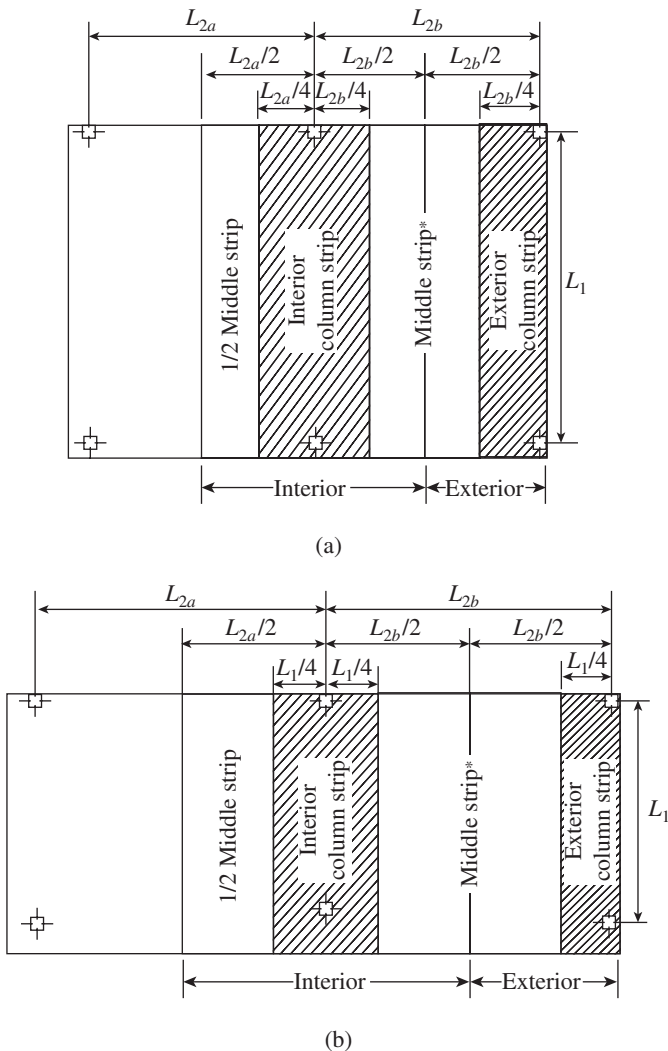 L2a
L2b
L2a/2
L2b/2
L2b/2
L2a/4
L2b/4
L2b/4
1/2 Middle strip
Interior
column strip
Middle strip*
Exterior
column strip
L1
Interior
Exterior
(a)
L2a
L2b
L2a/2
L2b/2
L2b/2
L1/4
L1/4
L1/4
1/2 Middle strip
Interior
column strip
Middle strip*
Exterior
column strip
L1
Interior
Exterior
(b)